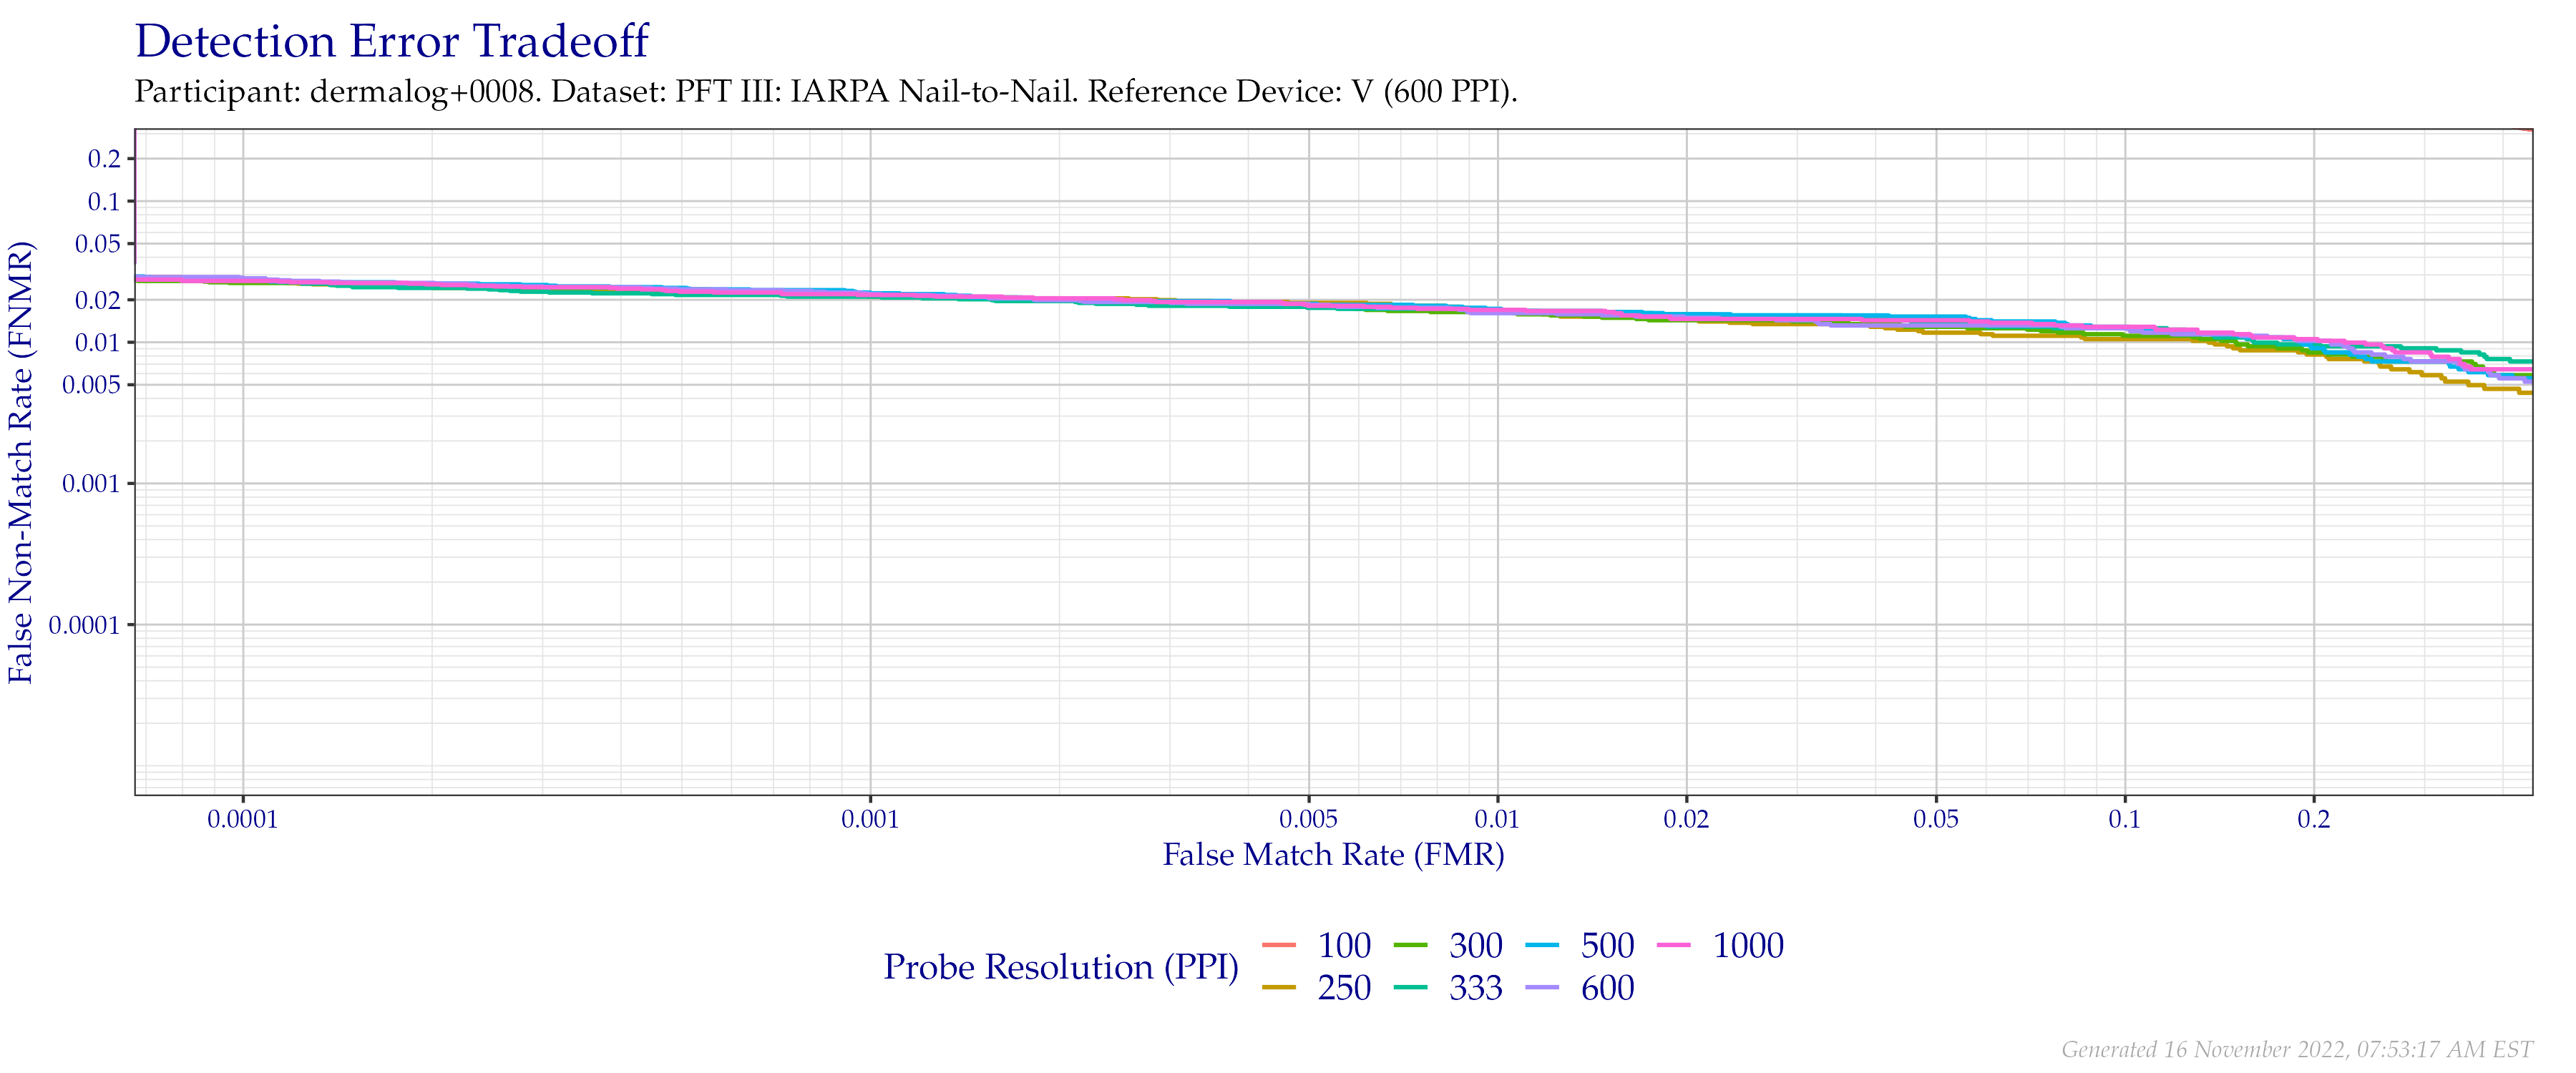 Detection Error Tradeoff
Participant: dermalog+0008. Dataset: PFT III: IARPA Nail-to-Nail. Reference Device: V (600 PPI).
False Non-Match Rate (FNMR)
0.2
0.1
0.05
0.02
0.01
0.005
0.001
0.0001
0.0001 0.001 0.005 0.01 0.02 0.05 0.1 0.2
False Match Rate (FMR)
Probe Resolution (PPI)
100 300 500 1000
250 333 600
Generated 16 November 2022, 07:53:17 AM EST